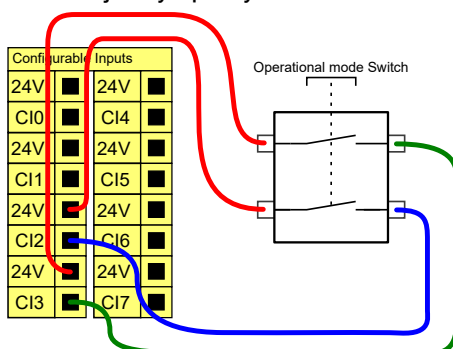 Configurable Inputs
24V 24V
CI0 CI4
24V 24V
CI1 CI5
24V 24V
CI2 CI6
24V 24V
CI3 CI7
Operational mode Switch